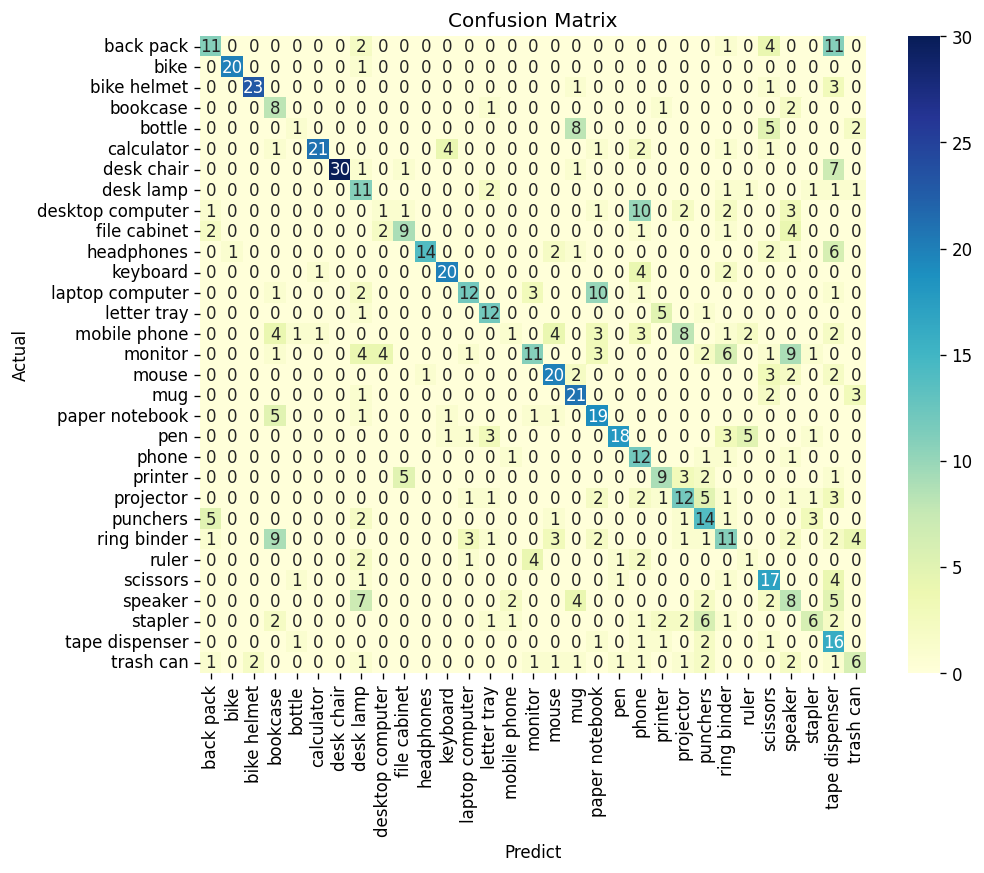 Confusion Matrix
back pack 11 0 0 0 0 0 0 2 0 0 0 0 0 0 0 0 0 0 0 0 0 0 0 0 1 0 4 0 0 11 0
bike 0 20 0 0 0 0 0 1 0 0 0 0 0 0 0 0 0 0 0 0 0 0 0 0 0 0 0 0 0 0 0
bike helmet 0 0 23 0 0 0 0 0 0 0 0 0 0 0 0 0 0 1 0 0 0 0 0 0 0 0 1 0 0 3 0
bookcase 0 0 0 8 0 0 0 0 0 0 0 0 0 1 0 0 0 0 0 0 0 1 0 0 0 0 0 2 0 0 0
bottle 0 0 0 0 1 0 0 0 0 0 0 0 0 0 0 0 0 8 0 0 0 0 0 0 0 0 5 0 0 0 2
calculator 0 0 0 1 0 21 0 0 0 0 0 4 0 0 0 0 0 0 1 0 2 0 0 0 1 0 1 0 0 0 0
desk chair 0 0 0 0 0 0 30 1 0 1 0 0 0 0 0 0 0 1 0 0 0 0 0 0 0 0 0 0 0 7 0
desk lamp 0 0 0 0 0 0 0 11 0 0 0 0 0 2 0 0 0 0 0 0 0 0 0 0 1 1 0 0 1 1 1
desktop computer 1 0 0 0 0 0 0 0 1 1 0 0 0 0 0 0 0 0 1 0 10 0 2 0 2 0 0 3 0 0 0
file cabinet 2 0 0 0 0 0 0 0 2 9 0 0 0 0 0 0 0 0 0 0 1 0 0 0 1 0 0 4 0 0 0
headphones 0 1 0 0 0 0 0 0 0 0 14 0 0 0 0 0 2 1 0 0 0 0 0 0 0 0 2 1 0 6 0
keyboard 0 0 0 0 0 1 0 0 0 0 0 20 0 0 0 0 0 0 0 0 4 0 0 0 2 0 0 0 0 0 0
laptop computer 0 0 0 1 0 0 0 2 0 0 0 0 12 0 0 3 0 0 10 0 1 0 0 0 0 0 0 0 0 1 0
letter tray 0 0 0 0 0 0 0 1 0 0 0 0 0 12 0 0 0 0 0 0 0 5 0 1 0 0 0 0 0 0 0
mobile phone 0 0 0 4 1 1 0 0 0 0 0 0 0 0 1 0 4 0 3 0 3 0 8 0 1 2 0 0 0 2 0
monitor 0 0 0 1 0 0 0 4 4 0 0 0 1 0 0 11 0 0 3 0 0 0 0 2 6 0 1 9 1 0 0
mouse 0 0 0 0 0 0 0 0 0 0 1 0 0 0 0 0 20 2 0 0 0 0 0 0 0 0 3 2 0 2 0
mug 0 0 0 0 0 0 0 1 0 0 0 0 0 0 0 0 0 21 0 0 0 0 0 0 0 0 2 0 0 0 3
paper notebook 0 0 0 5 0 0 0 1 0 0 0 1 0 0 0 1 1 0 19 0 0 0 0 0 0 0 0 0 0 0 0
pen 0 0 0 0 0 0 0 0 0 0 0 1 1 3 0 0 0 0 0 18 0 0 0 0 3 5 0 0 1 0 0
phone 0 0 0 0 0 0 0 0 0 0 0 0 0 0 1 0 0 0 0 0 12 0 0 1 1 0 0 1 0 0 0
printer 0 0 0 0 0 0 0 0 0 5 0 0 0 0 0 0 0 0 0 0 0 9 3 2 0 0 0 0 0 1 0
projector 0 0 0 0 0 0 0 0 0 0 0 0 1 1 0 0 0 0 2 0 2 1 12 5 1 0 0 1 1 3 0
punchers 5 0 0 0 0 0 0 2 0 0 0 0 0 0 0 0 1 0 0 0 0 0 1 14 1 0 0 0 3 0 0
ring binder 1 0 0 9 0 0 0 0 0 0 0 0 3 1 0 0 3 0 2 0 0 0 1 1 11 0 0 2 0 2 4
ruler 0 0 0 0 0 0 0 2 0 0 0 0 1 0 0 4 0 0 0 1 2 0 0 0 0 1 0 0 0 0 0
scissors 0 0 0 0 1 0 0 1 0 0 0 0 0 0 0 0 0 0 0 1 0 0 0 0 1 0 17 0 0 4 0
speaker 0 0 0 0 0 0 0 7 0 0 0 0 0 0 2 0 0 4 0 0 0 0 0 2 0 0 2 8 0 5 0
stapler 0 0 0 2 0 0 0 0 0 0 0 0 0 1 1 0 0 0 0 0 1 2 2 6 1 0 0 0 6 2 0
tape dispenser 0 0 0 0 1 0 0 0 0 0 0 0 0 0 0 0 0 0 1 0 1 1 0 2 0 0 1 0 0 16 0
trash can 1 0 2 0 0 0 0 1 0 0 0 0 0 0 0 1 1 1 0 1 1 0 1 2 0 0 0 2 0 1 6
back pack
bike
bike helmet
bookcase
bottle
calculator
desk chair
desk lamp
desktop computer
file cabinet
headphones
keyboard
laptop computer
letter tray
mobile phone
monitor
mouse
mug
paper notebook
pen
phone
printer
projector
punchers
ring binder
ruler
scissors
speaker
stapler
tape dispenser
trash can
Actual
Predict
30
25
20
15
10
5
0